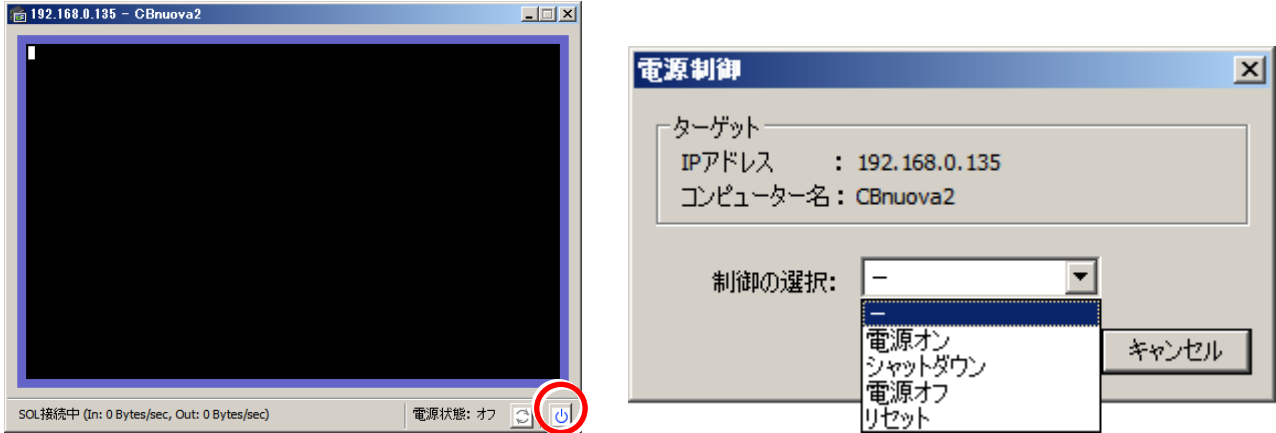 192.168.0.135 - CBnuova2
SOL接続中 (In: 0 Bytes/sec, Out: 0 Bytes/sec)
電源状態: オフ
電源制御
ターゲット
IPアドレス : 192.168.0.135
コンピューター名 : CBnuova2
制御の選択: —
—
電源オン
シャットダウン
電源オフ
リセット
キャンセル